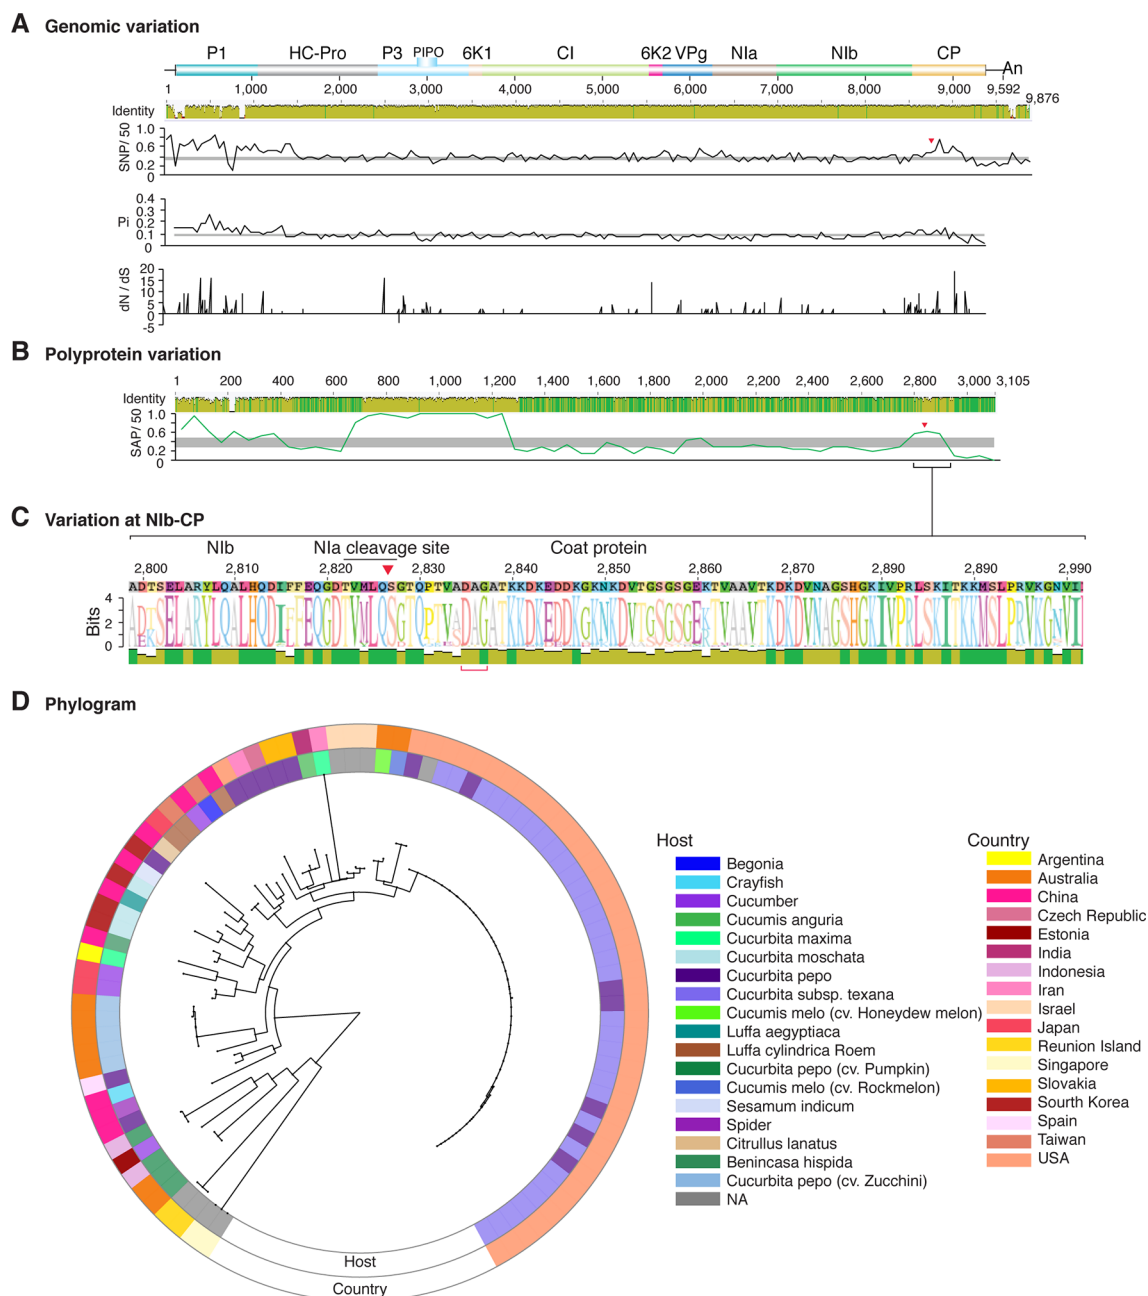 A Genomic variation
P1 HC-Pro P3 PIPO 6K1 CI 6K2 VPg NIa NIb CP An
1 1,000 2,000 3,000 4,000 5,000 6,000 7,000 8,000 9,000 9,592 9,876
Identity
SNP/ 50
1.0
0.6
0.2
0
Pi
0.4
0.3
0.2
0.1
0
dN / dS
20
15
10
5
0
-5
B Polyprotein variation
1 200 400 600 800 1,000 1,200 1,400 1,600 1,800 2,000 2,200 2,400 2,600 2,800 3,000 3,105
Identity
SAP/ 50
1.0
0.6
0.2
0
C Variation at NIb-CP
NIb NIa cleavage site Coat protein
2,800 2,810 2,820 2,830 2,840 2,850 2,860 2,870 2,890 2,890 2,990
ADTSELARYLQALHQDIFFEQGDTVMLQSGTQPTVADAGATKKDKEDDKGKNKDVTGSGSGEKTVAAVTKDKDVNAGSHGKIVPRLSKITKKMSLPRVKGNVI
Bits
4
2
0
D Phylogram
Host
Begonia
Crayfish
Cucumber
Cucumis anguria
Cucurbita maxima
Cucurbita moschata
Cucurbita pepo
Cucurbita subsp. texana
Cucumis melo (cv. Honeydew melon)
Luffa aegyptiaca
Luffa cylindrica Roem
Cucurbita pepo (cv. Pumpkin)
Cucumis melo (cv. Rockmelon)
Sesamum indicum
Spider
Citrullus lanatus
Benincasa hispida
Cucurbita pepo (cv. Zucchini)
NA
Country
Argentina
Australia
China
Czech Republic
Estonia
India
Indonesia
Iran
Israel
Japan
Reunion Island
Singapore
Slovakia
Sourth Korea
Spain
Taiwan
USA
Host
Country